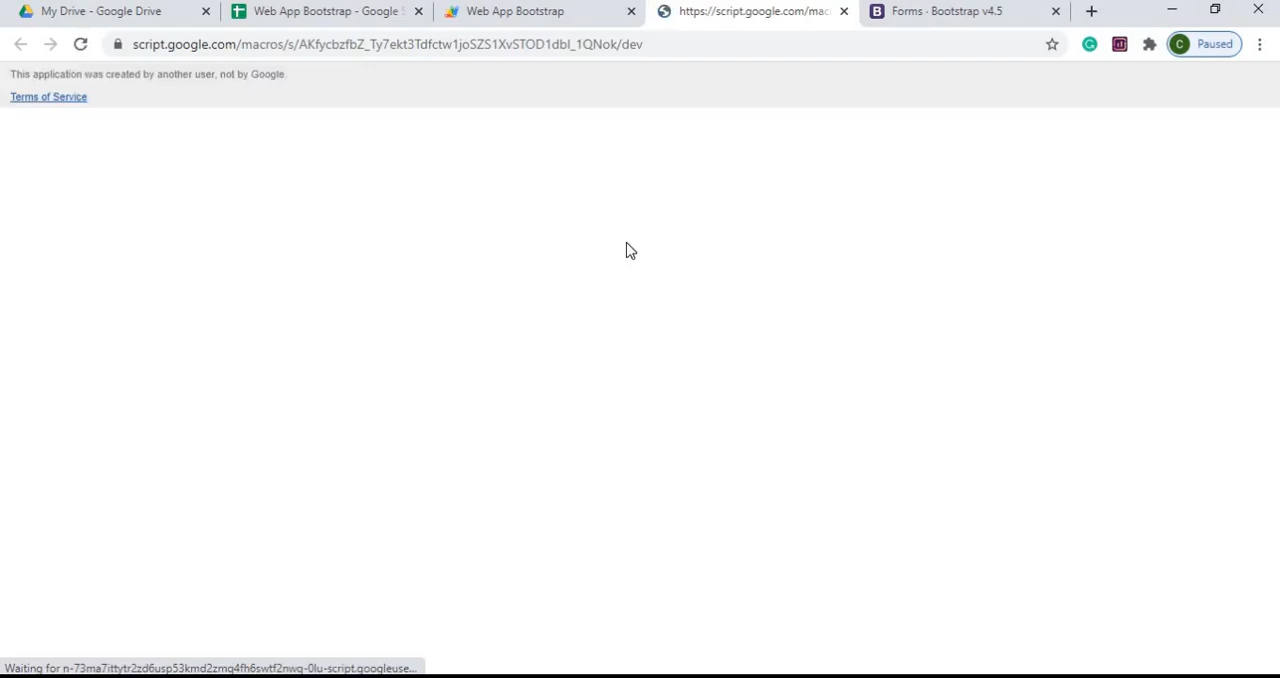 My Drive - Google Drive
Web App Bootstrap - Google S
Web App Bootstrap
https://script.google.com/mac
Forms · Bootstrap v4.5
script.google.com/macros/s/AKfycbzfbZ_Ty7ekt3Tdfctw1joSZS1XvSTOD1dbI_1QNok/dev
C Paused
This application was created by another user, not by Google.
Terms of Service
Waiting for n-73ma7ittytr2zd6usp53kmd2zmq4fh6swtf2nwq-0lu-script.googleuse...